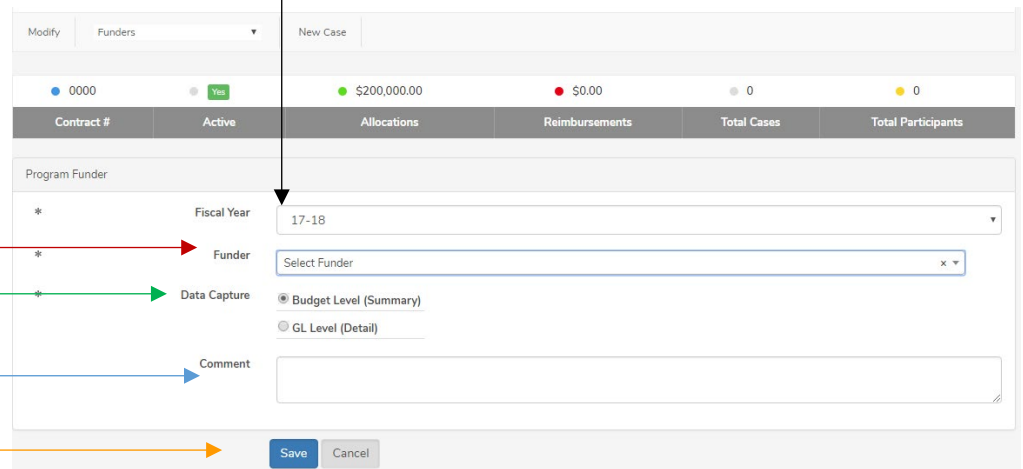 Modify Funders New Case
0000 Yes $200,000.00 $0.00 0 0
Contract # Active Allocations Reimbursements Total Cases Total Participants
Program Funder
* Fiscal Year 17-18
* Funder Select Funder × 
* Data Capture Budget Level (Summary)
GL Level (Detail)
Comment
Save Cancel